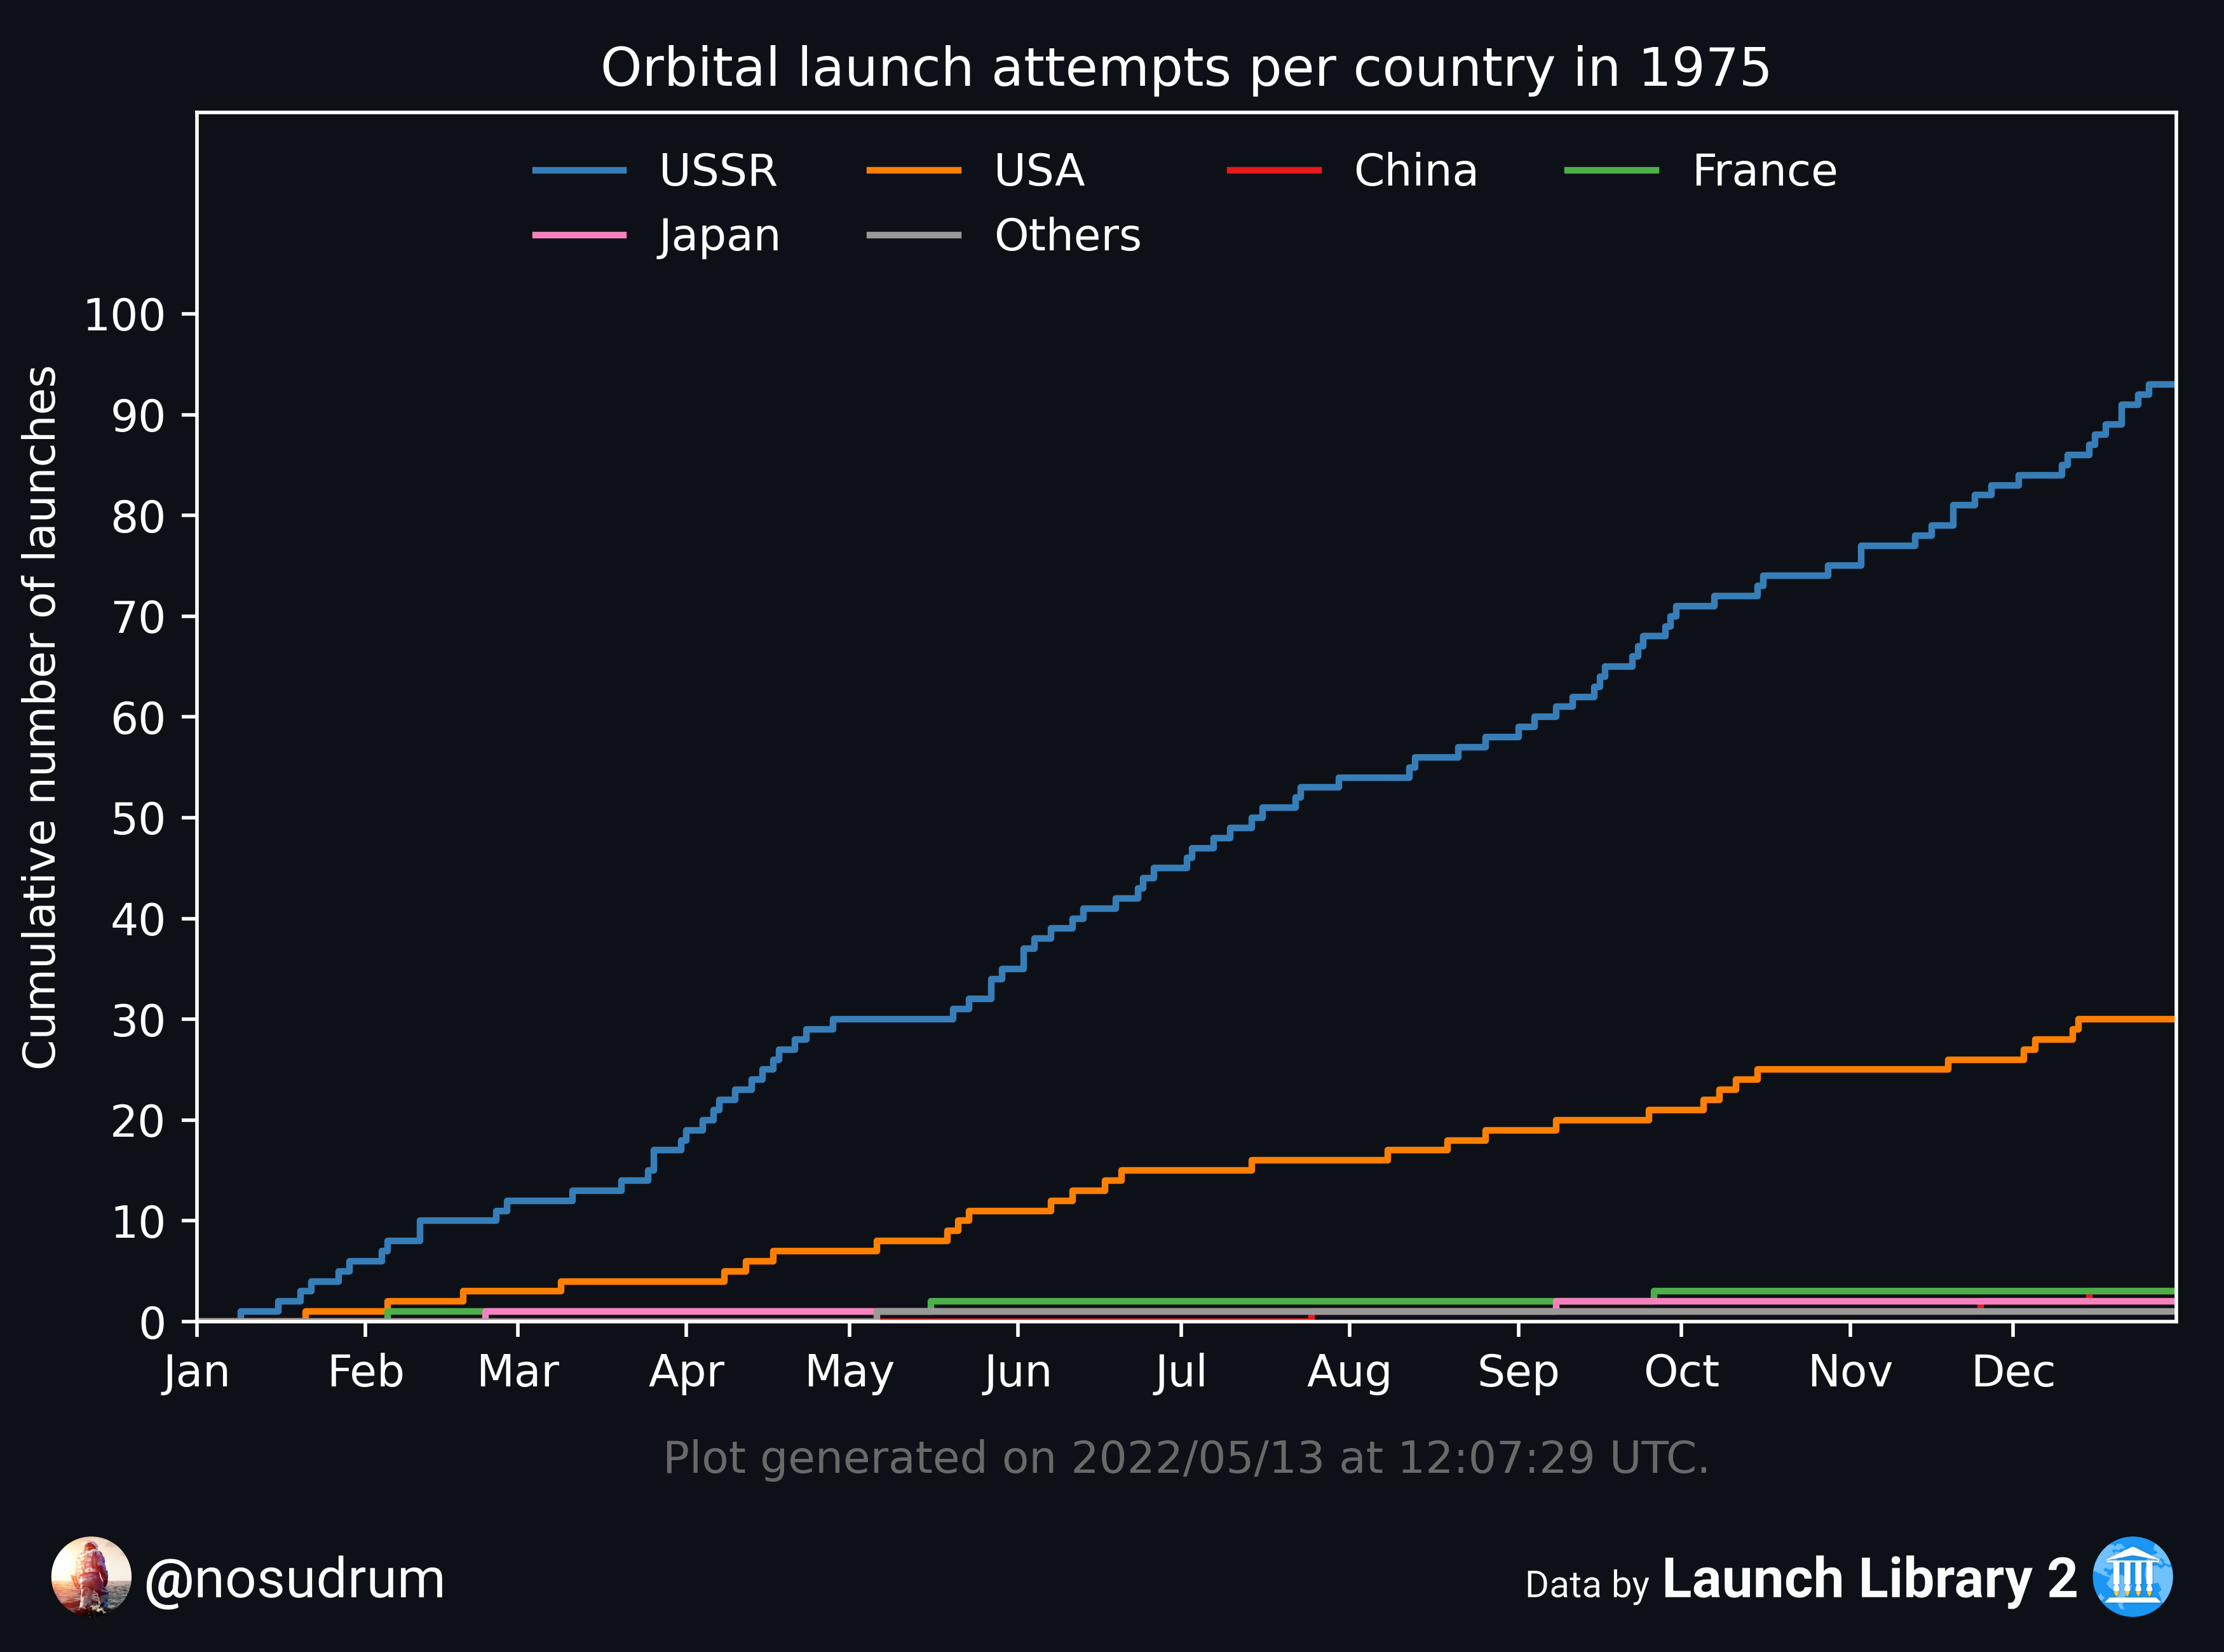 Orbital launch attempts per country in 1975
USSR USA China France
Japan Others
Cumulative number of launches
100
90
80
70
60
50
40
30
20
10
0
Jan Feb Mar Apr May Jun Jul Aug Sep Oct Nov Dec
Plot generated on 2022/05/13 at 12:07:29 UTC.
@nosudrum
Data by Launch Library 2